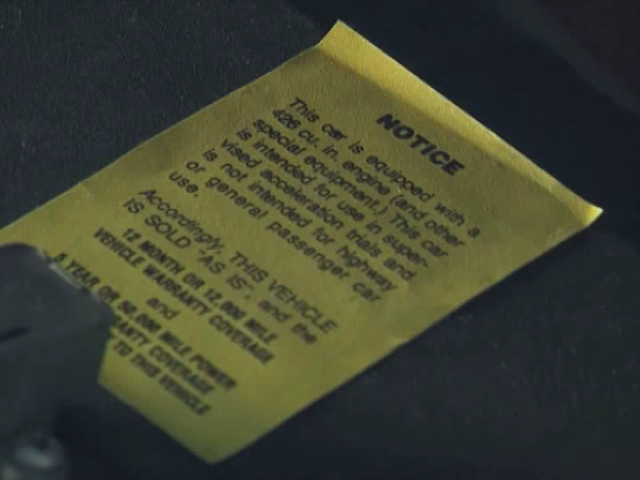 NOTICE
This car is equipped with a
426 cu. in. engine (and other
special equipment.) This car
is intended for use in super-
vised acceleration trials and
is not intended for highway
or general passenger car
use.
Accordingly, THIS VEHICLE
IS SOLD "AS IS", and the
12 MONTH OR 12,000 MILE
VEHICLE WARRANTY COVERAGE
and
5 YEAR OR 50,000 MILE POWER
COVERAGE
TO THIS VEHICLE